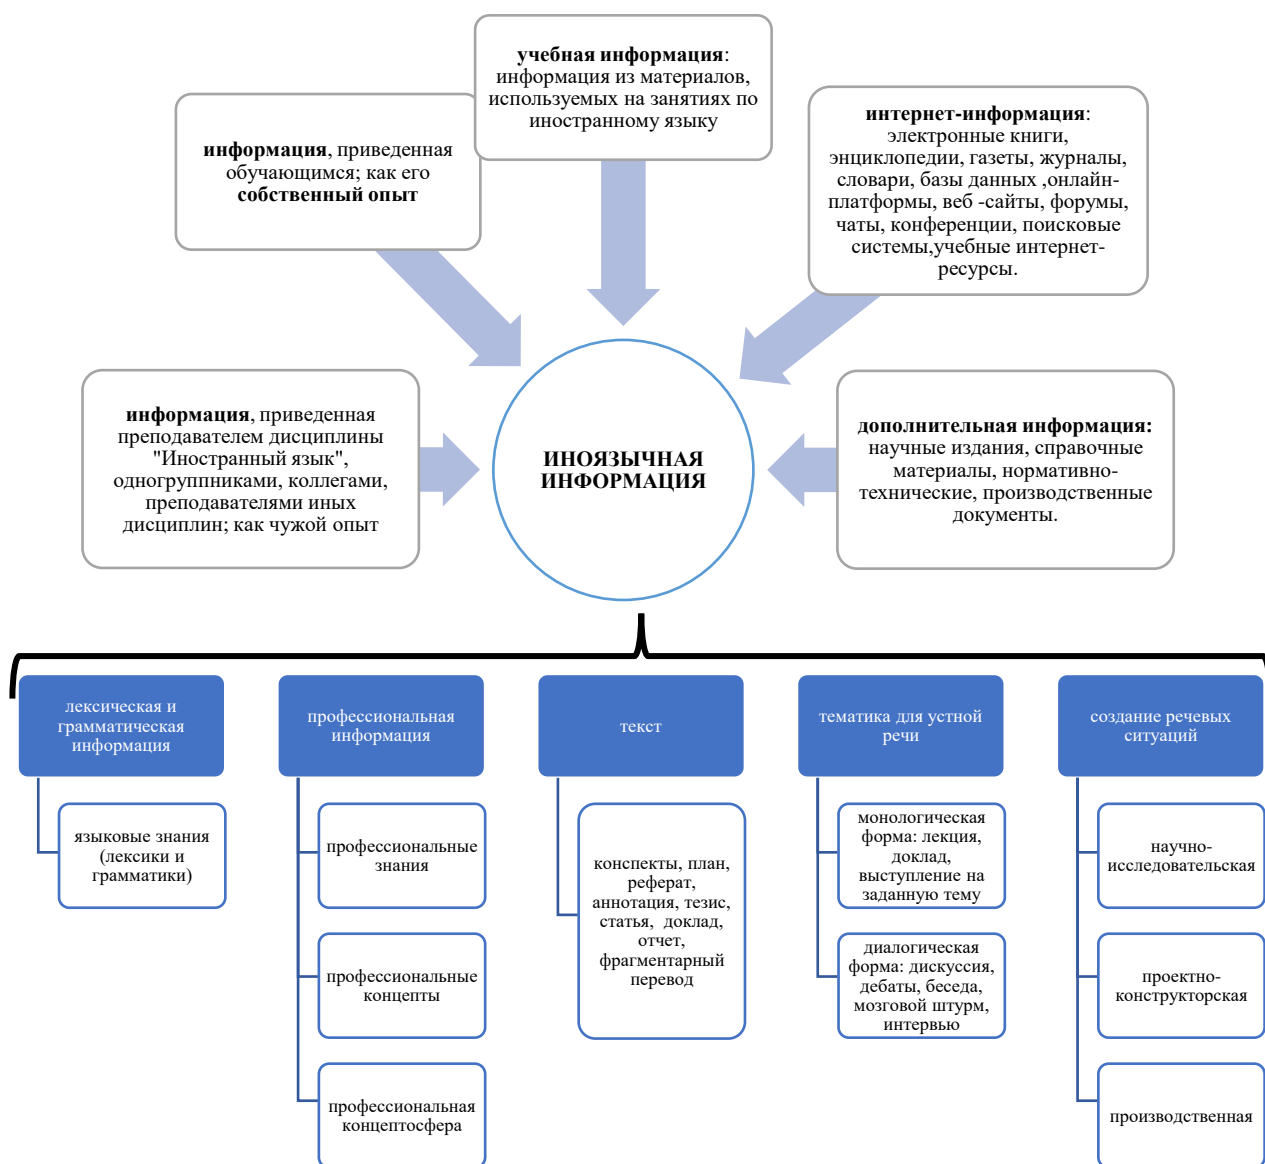 учебная информация:
информация из материалов,
используемых на занятиях по
иностранному языку
информация, приведенная
обучающимся; как его
собственный опыт
интернет-информация:
электронные книги,
энциклопедии, газеты, журналы,
словари, базы данных ,онлайн-
платформы, веб -сайты, форумы,
чаты, конференции, поисковые
системы,учебные интернет-
ресурсы.
информация, приведенная
преподавателем дисциплины
"Иностранный язык",
одногруппниками, коллегами,
преподавателями иных
дисциплин; как чужой опыт
ИНОЯЗЫЧНАЯ
ИНФОРМАЦИЯ
дополнительная информация:
научные издания, справочные
материалы, нормативно-
технические, производственные
документы.
лексическая и
грамматическая
информация
языковые знания
(лексики и
грамматики)
профессиональная
информация
профессиональные
знания
профессиональные
концепты
профессиональная
концептосфера
текст
конспекты, план,
реферат,
аннотация, тезис,
статья, доклад,
отчет,
фрагментарный
перевод
тематика для устной
речи
монологическая
форма: лекция,
доклад,
выступление на
заданную тему
диалогическая
форма: дискуссия,
дебаты, беседа,
мозговой штурм,
интервью
создание речевых
ситуаций
научно-
исследовательская
проектно-
конструкторская
производственная